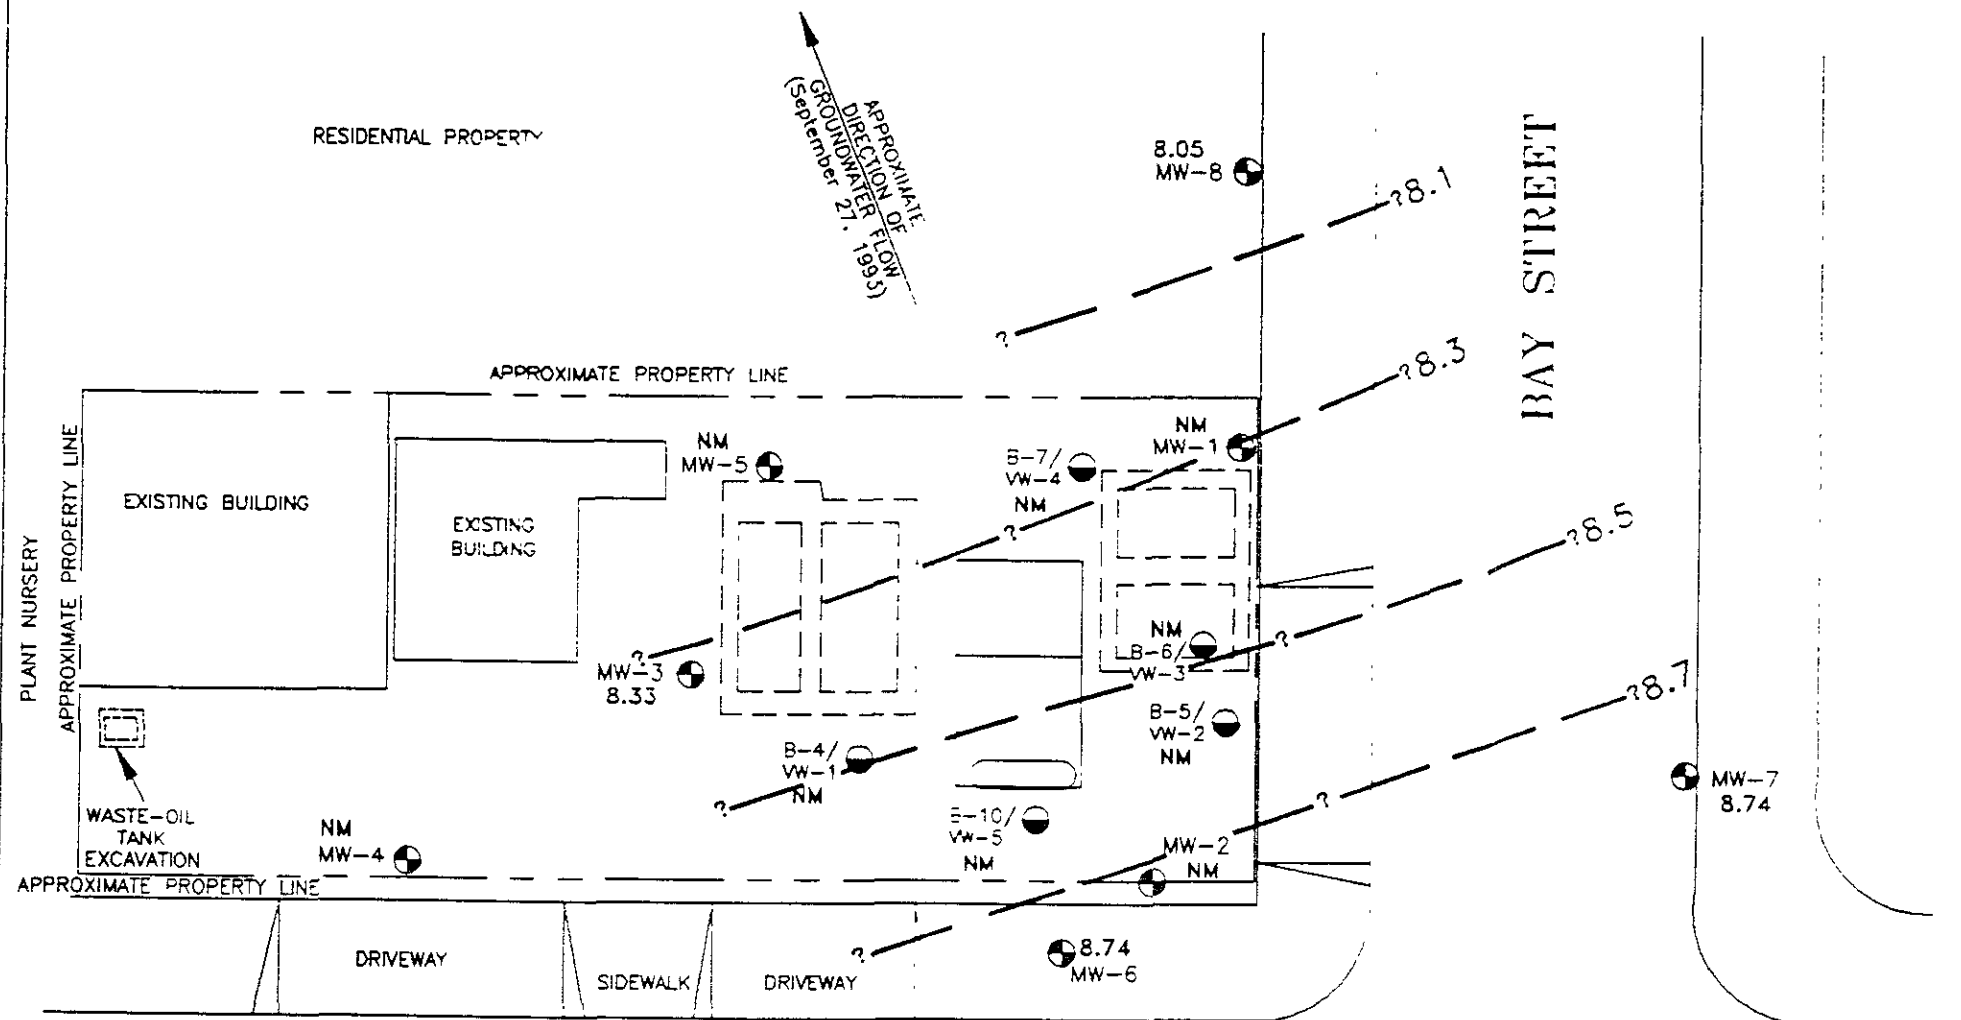 APPROXIMATE
DIRECTION OF
GROUNDWATER FLOW
(September 27, 1993)
RESIDENTIAL PROPERTY
8.05
MW-8
?
?8.1
BAY STREET
APPROXIMATE PROPERTY LINE
?8.3
NM
MW-1
NM
MW-5
B-7/
VW-4
NM
?
?
EXISTING BUILDING
EXISTING
BUILDING
PLANT NURSERY
APPROXIMATE PROPERTY LINE
?8.5
NM
B-6/
VW-3
?
MW-3
8.33
?8.7
B-5/
VW-2
NM
B-4/
VW-1
NM
?
?
MW-7
8.74
WASTE-OIL
TANK
EXCAVATION
NM
MW-4
B-10/
VW-5
NM
MW-2
NM
APPROXIMATE PROPERTY LINE
?
8.74
MW-6
DRIVEWAY
SIDEWALK
DRIVEWAY